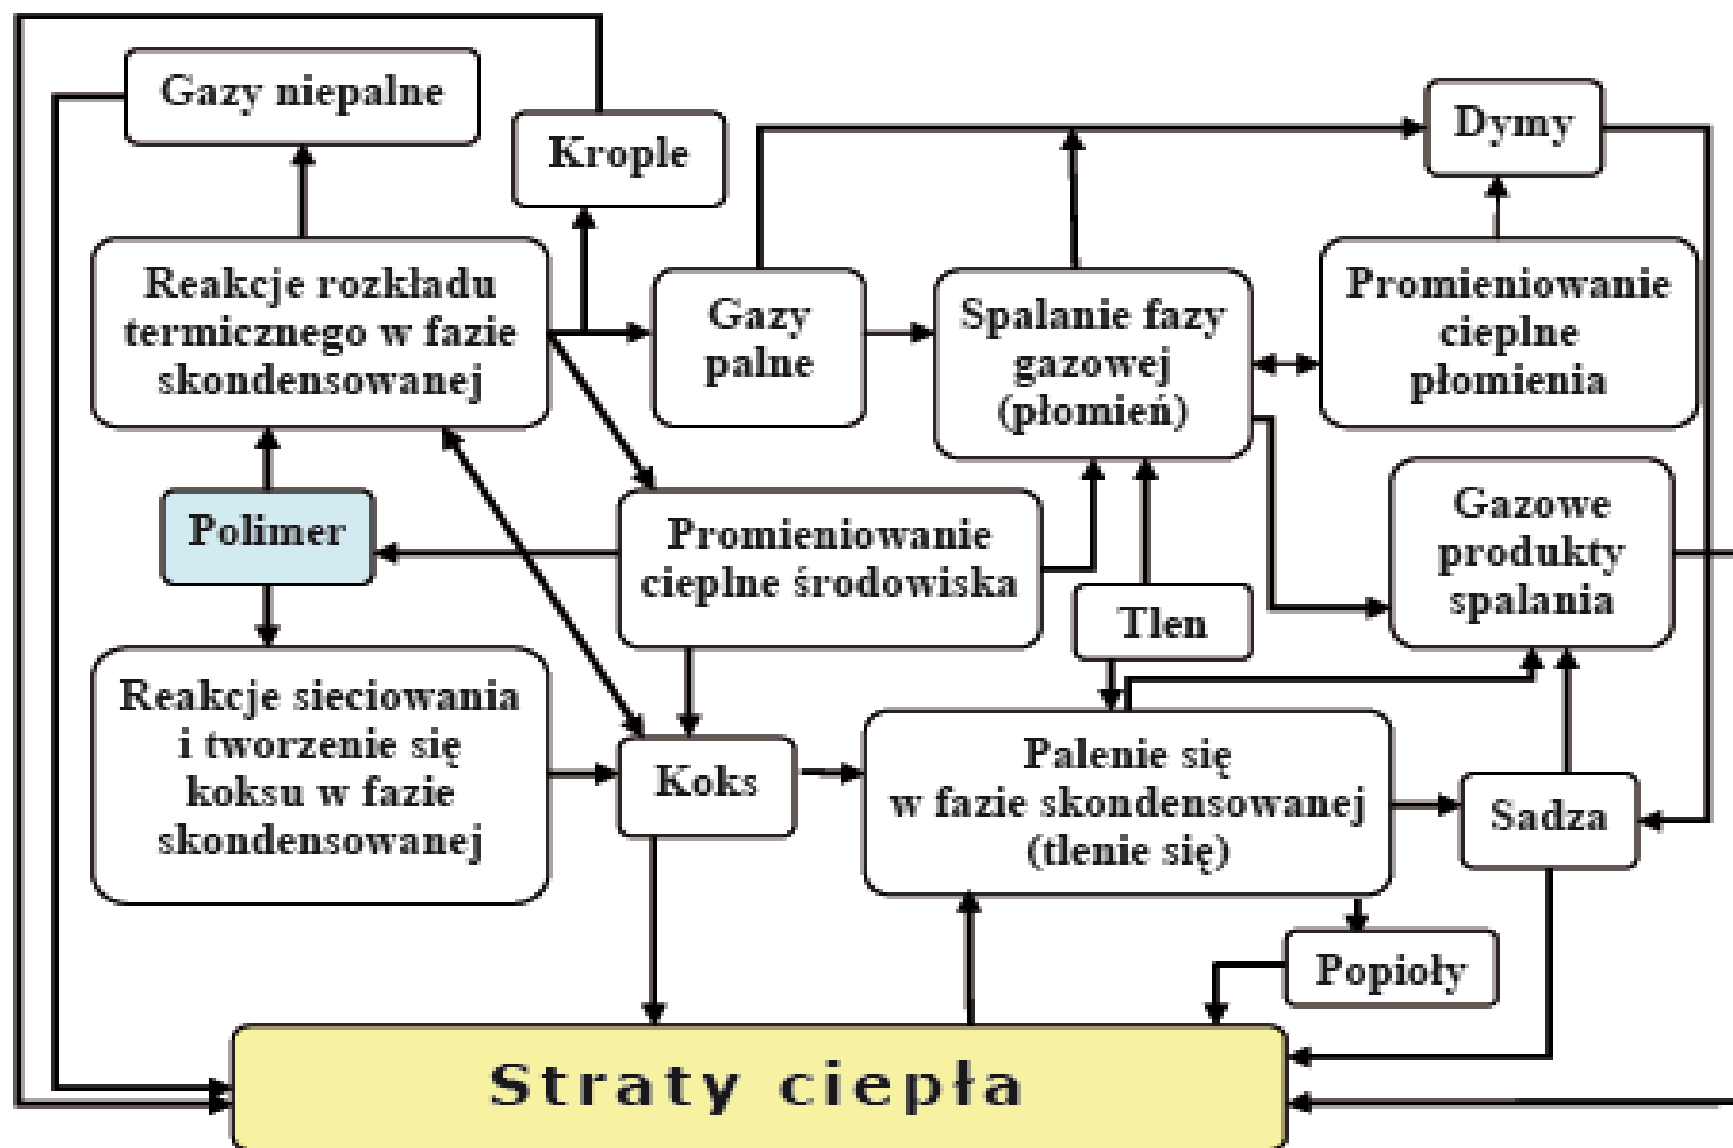 Gazy niepalne
Krople
Dymy
Reakcje rozkładu
termicznego w fazie
skondensowanej
Gazy
palne
Spalanie fazy
gazowej
(płomień)
Promieniowanie
cieplne
płomienia
Polimer
Promieniowanie
cieplne środowiska
Tlen
Gazowe
produkty
spalania
Reakcje sieciowania
i tworzenie się
koksu w fazie
skondensowanej
Koks
Palenie się
w fazie skondensowanej
(tlenie się)
Sadza
Popioły
Straty ciepła